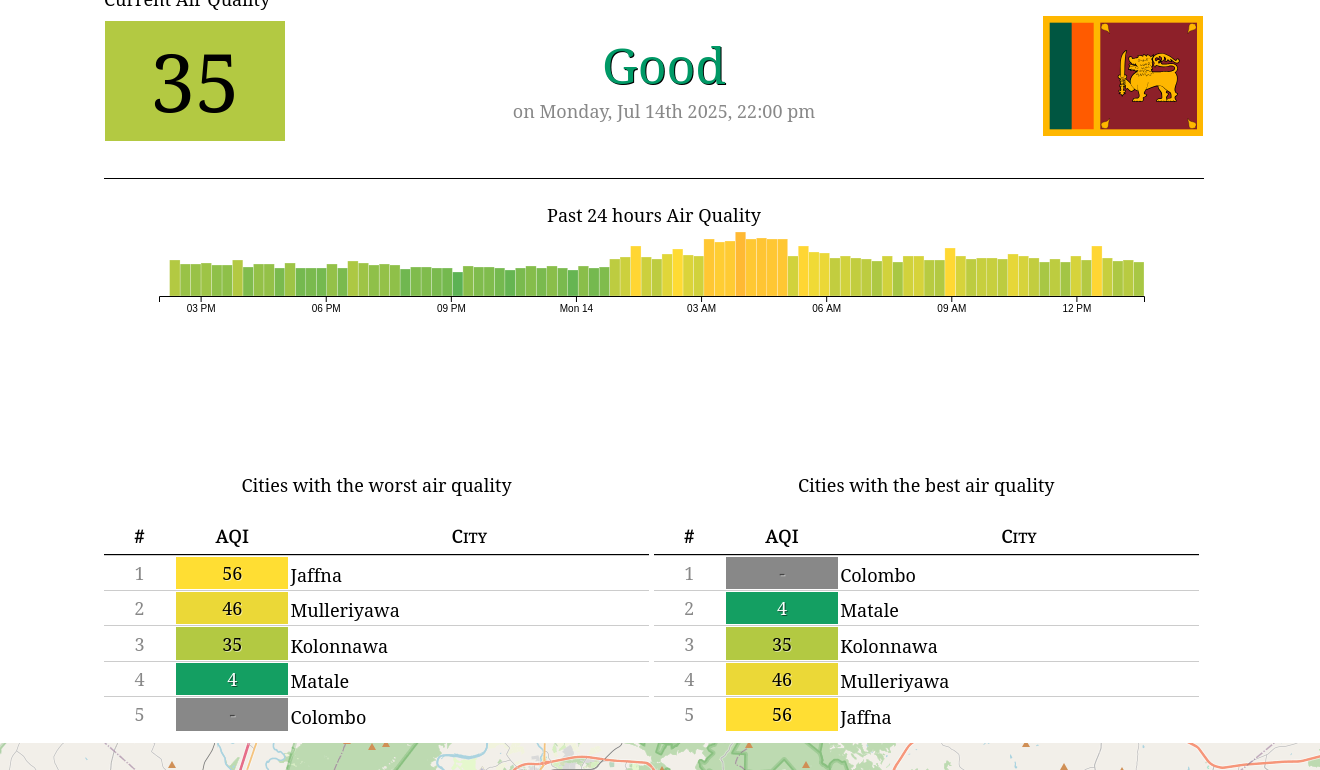 Current Air Quality
35
Good
on Monday, Jul 14th 2025, 22:00 pm
Past 24 hours Air Quality
03 PM 06 PM 09 PM Mon 14 03 AM 06 AM 09 AM 12 PM
Cities with the worst air quality
# AQI City
1 56 Jaffna
2 46 Mulleriyawa
3 35 Kolonnawa
4 4 Matale
5 - Colombo
Cities with the best air quality
# AQI City
1 - Colombo
2 4 Matale
3 35 Kolonnawa
4 46 Mulleriyawa
5 56 Jaffna